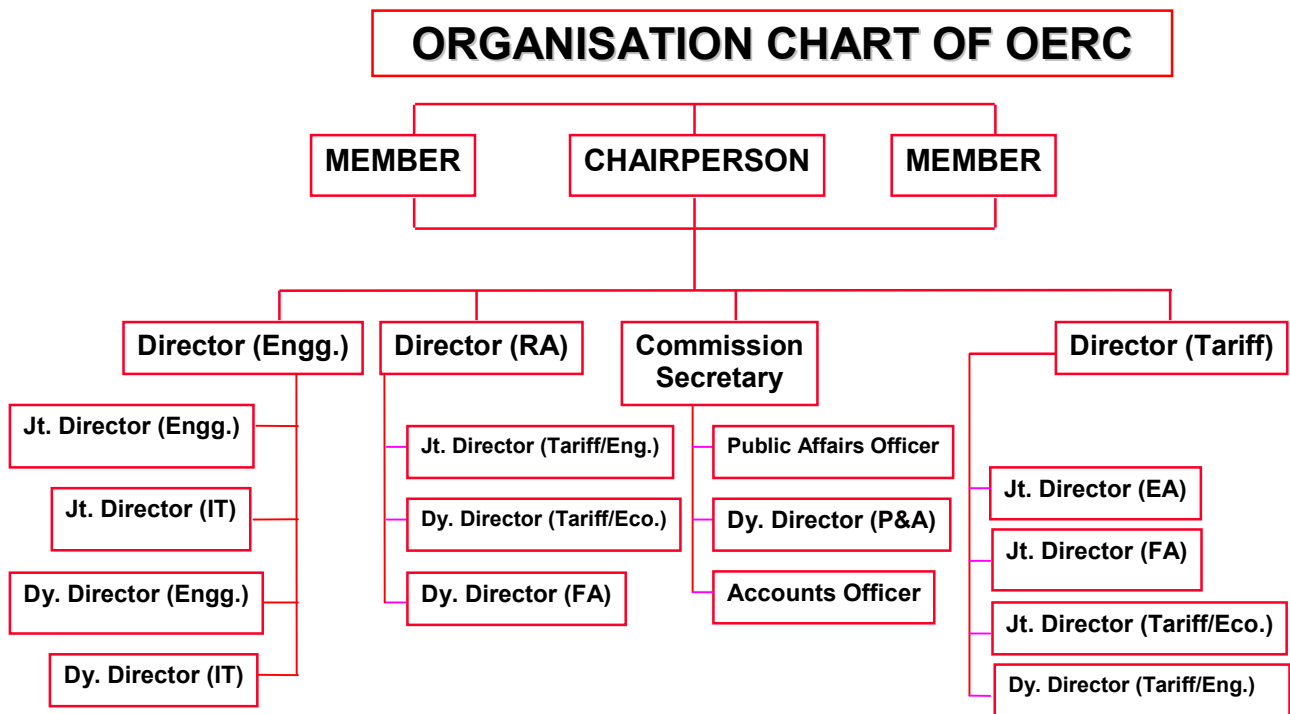 ORGANISATION CHART OF OERC
MEMBER
CHAIRPERSON
MEMBER
Director (Engg.)
Jt. Director (Engg.)
Jt. Director (IT)
Dy. Director (Engg.)
Dy. Director (IT)
Director (RA)
Jt. Director (Tariff/Eng.)
Dy. Director (Tariff/Eco.)
Dy. Director (FA)
Commission
Secretary
Public Affairs Officer
Dy. Director (P&A)
Accounts Officer
Director (Tariff)
Jt. Director (EA)
Jt. Director (FA)
Jt. Director (Tariff/Eco.)
Dy. Director (Tariff/Eng.)